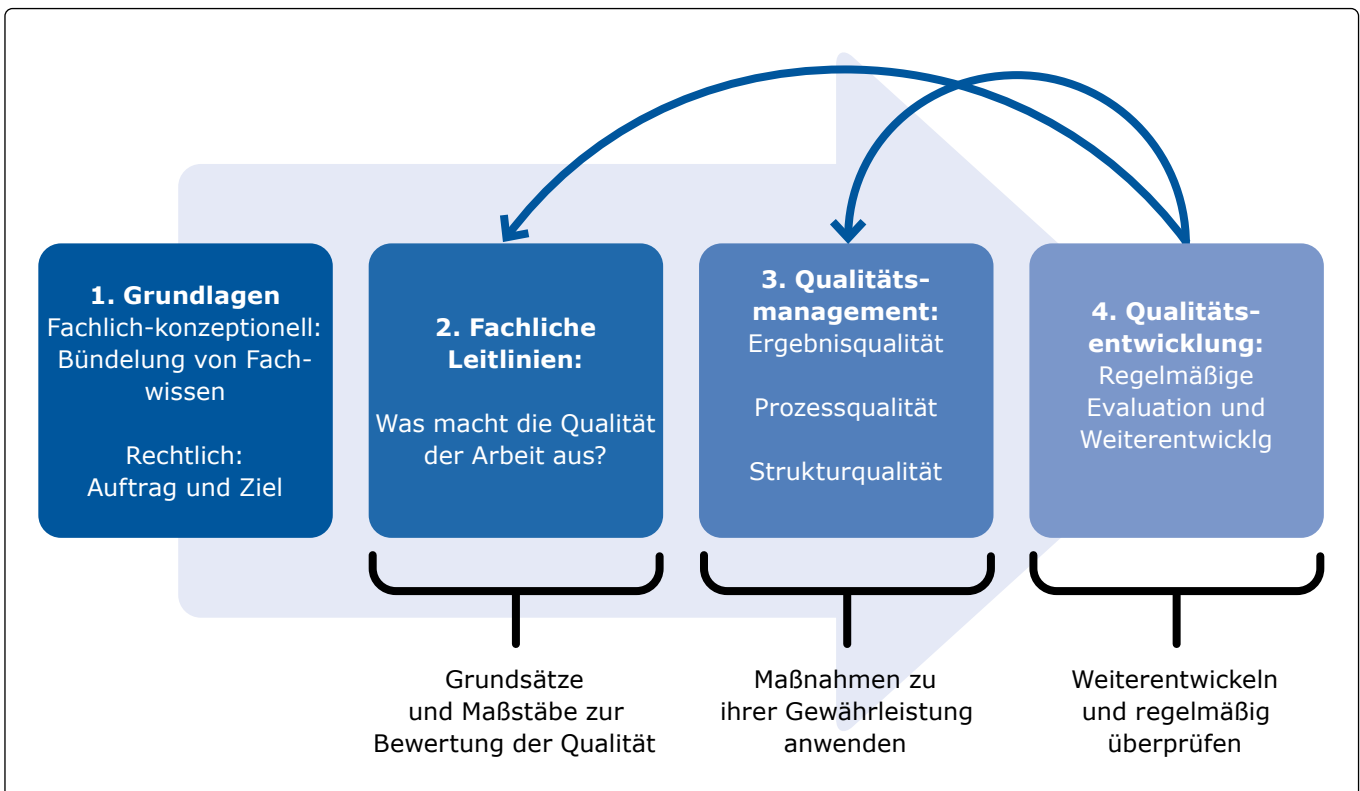 1. Grundlagen
Fachlich-konzeptionell:
Bündelung von Fach-
wissen
Rechtlich:
Auftrag und Ziel
2. Fachliche
Leitlinien:
Was macht die Qualität
der Arbeit aus?
3. Qualitäts-
management:
Ergebnisqualität
Prozessqualität
Strukturqualität
4. Qualitäts-
entwicklung:
Regelmäßige
Evaluation und
Weiterentwicklg
Grundsätze
und Maßstäbe zur
Bewertung der Qualität
Maßnahmen zu
ihrer Gewährleistung
anwenden
Weiterentwickeln
und regelmäßig
überprüfen